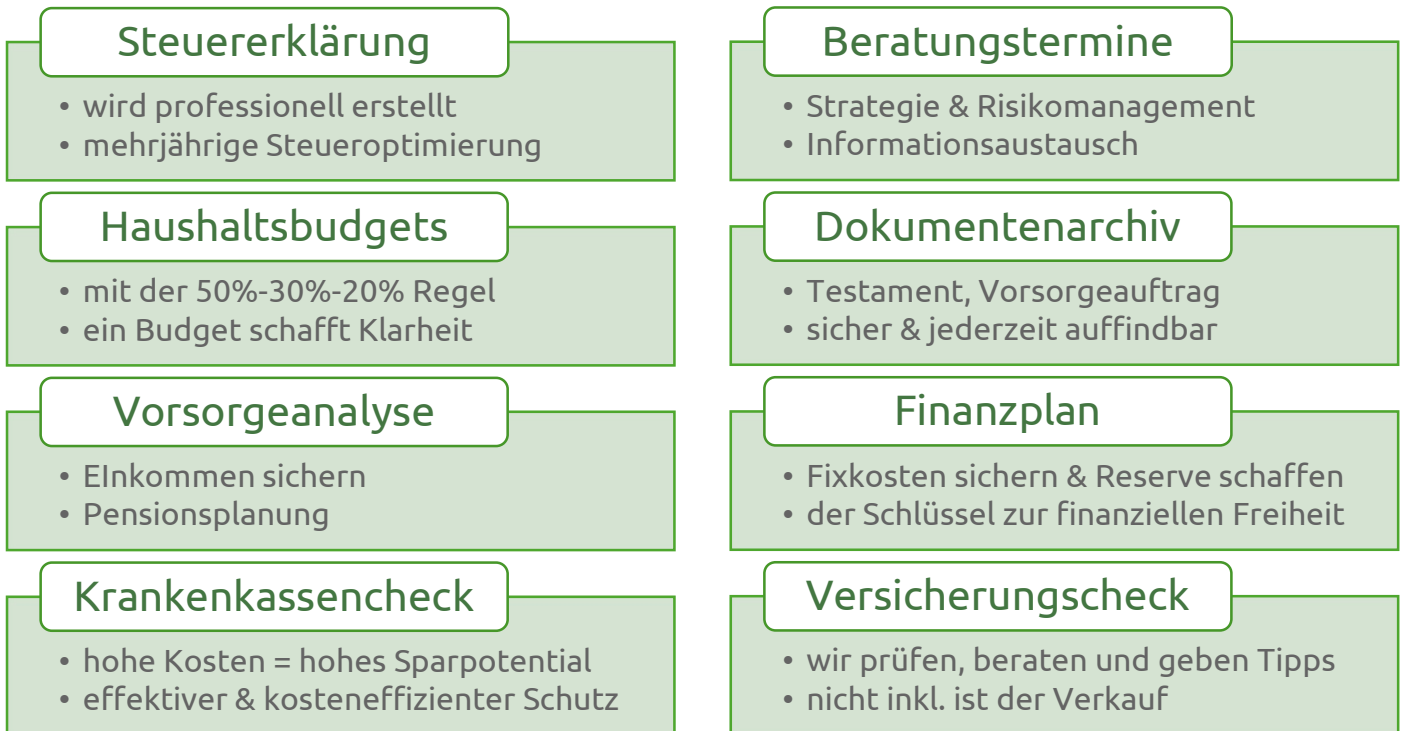 Steuererklärung
• wird professionell erstellt
• mehrjährige Steueroptimierung
Beratungstermine
• Strategie & Risikomanagement
• Informationsaustausch
Haushaltsbudgets
• mit der 50%-30%-20% Regel
• ein Budget schafft Klarheit
Dokumentenarchiv
• Testament, Vorsorgeauftrag
• sicher & jederzeit auffindbar
Vorsorgeanalyse
• EInkommen sichern
• Pensionsplanung
Finanzplan
• Fixkosten sichern & Reserve schaffen
• der Schlüssel zur finanziellen Freiheit
Krankenkassencheck
• hohe Kosten = hohes Sparpotential
• effektiver & kosteneffizienter Schutz
Versicherungscheck
• wir prüfen, beraten und geben Tipps
• nicht inkl. ist der Verkauf